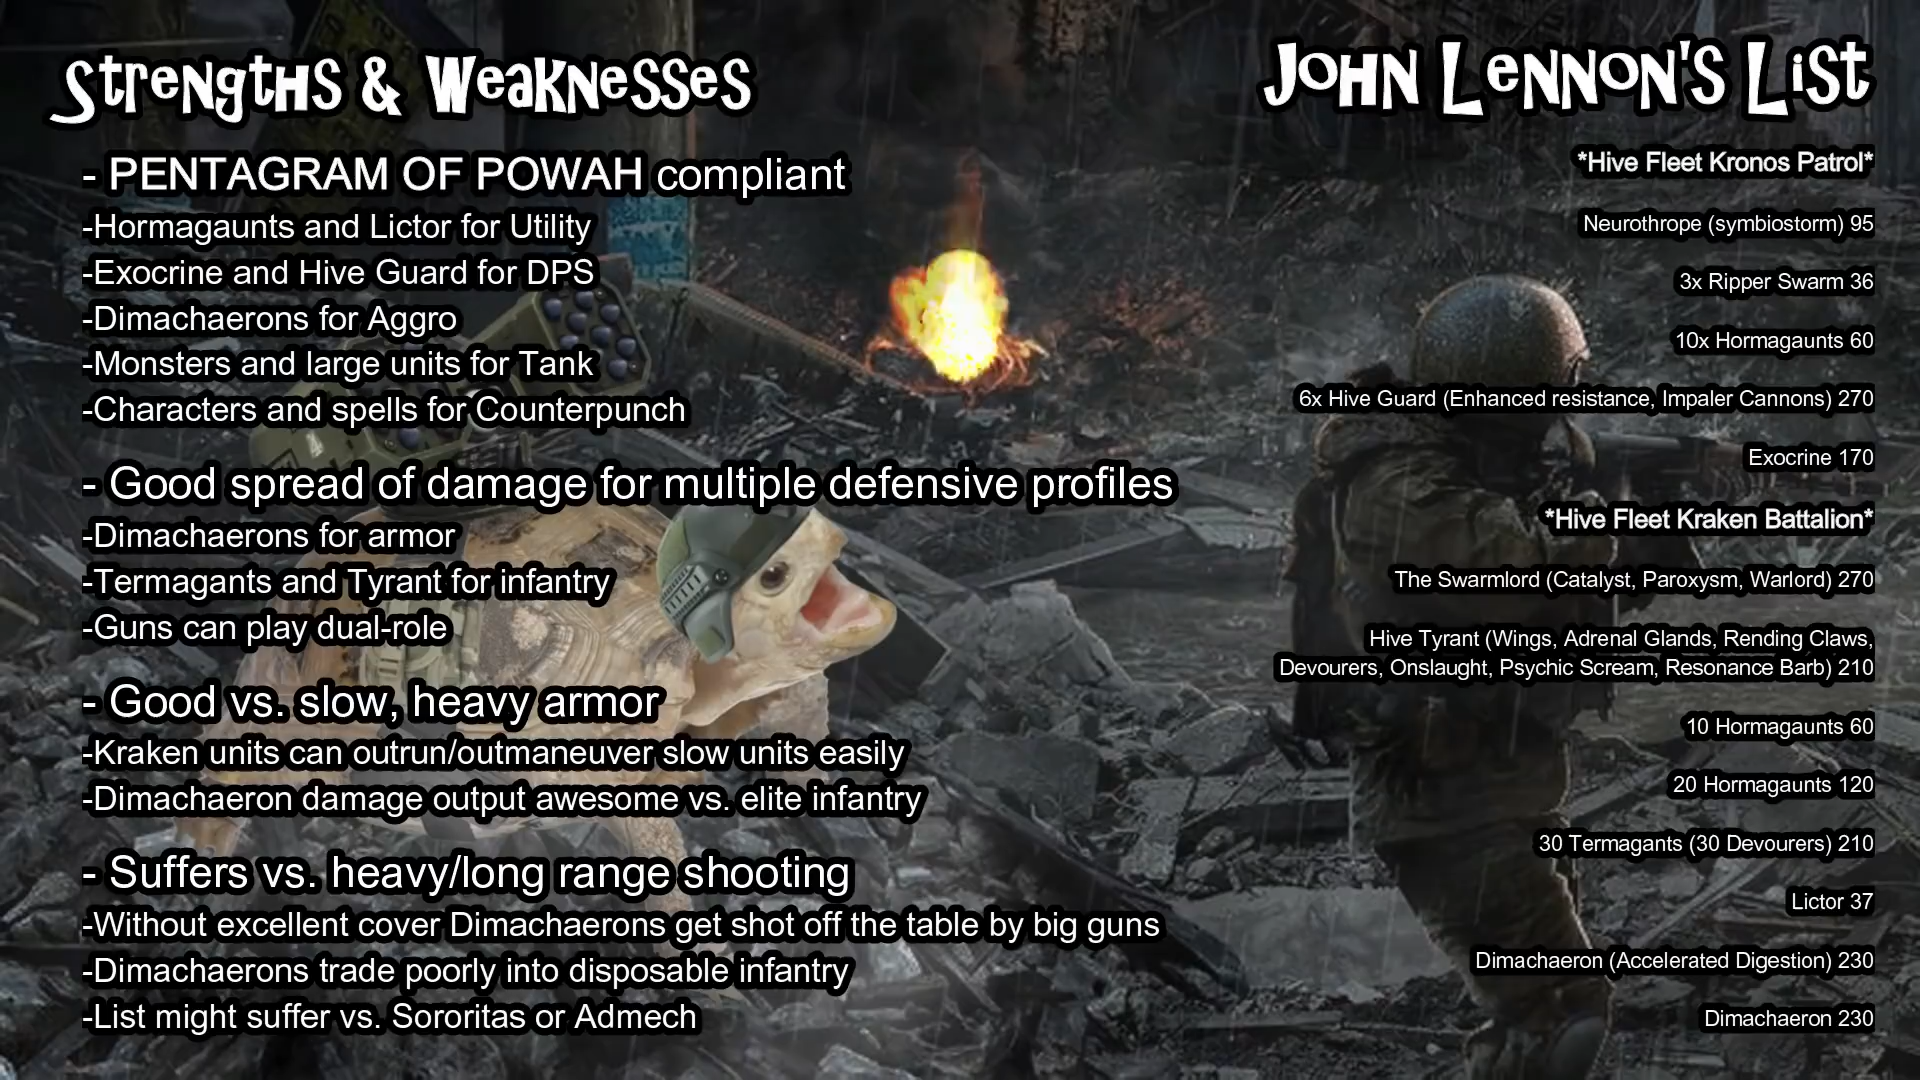 Strengths & Weaknesses
- PENTAGRAM OF POWAH compliant
-Hormagaunts and Lictor for Utility
-Exocrine and Hive Guard for DPS
-Dimachaerons for Aggro
-Monsters and large units for Tank
-Characters and spells for Counterpunch
- Good spread of damage for multiple defensive profiles
-Dimachaerons for armor
-Termagants and Tyrant for infantry
-Guns can play dual-role
- Good vs. slow, heavy armor
-Kraken units can outrun/outmaneuver slow units easily
-Dimachaeron damage output awesome vs. elite infantry
- Suffers vs. heavy/long range shooting
-Without excellent cover Dimachaerons get shot off the table by big guns
-Dimachaerons trade poorly into disposable infantry
-List might suffer vs. Sororitas or Admech
John Lennon's List
*Hive Fleet Kronos Patrol*
Neurothrope (symbiostorm) 95
3x Ripper Swarm 36
10x Hormagaunts 60
6x Hive Guard (Enhanced resistance, Impaler Cannons) 270
Exocrine 170
*Hive Fleet Kraken Battalion*
The Swarmlord (Catalyst, Paroxysm, Warlord) 270
Hive Tyrant (Wings, Adrenal Glands, Rending Claws,
Devourers, Onslaught, Psychic Scream, Resonance Barb) 210
10 Hormagaunts 60
20 Hormagaunts 120
30 Termagants (30 Devourers) 210
Lictor 37
Dimachaeron (Accelerated Digestion) 230
Dimachaeron 230